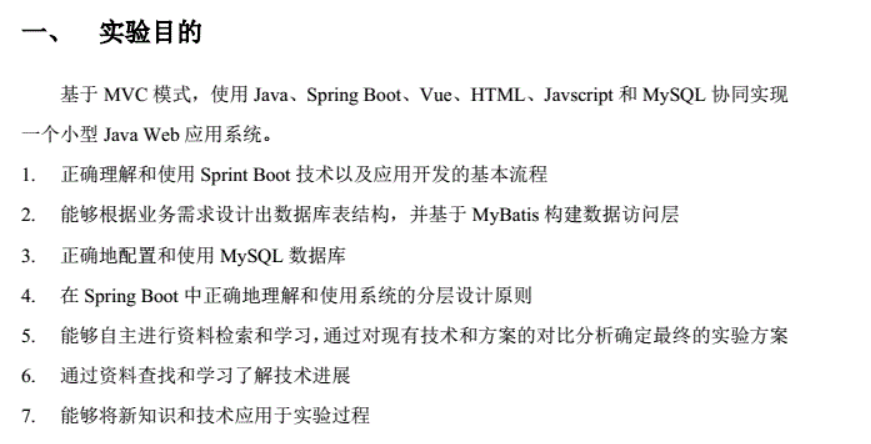 一、 实验目的
基于 MVC 模式，使用 Java、Spring Boot、Vue、HTML、Javscript 和 MySQL 协同实现
一个小型 Java Web 应用系统。
1. 正确理解和使用 Sprint Boot 技术以及应用开发的基本流程
2. 能够根据业务需求设计出数据库表结构，并基于 MyBatis 构建数据访问层
3. 正确地配置和使用 MySQL 数据库
4. 在 Spring Boot 中正确地理解和使用系统的分层设计原则
5. 能够自主进行资料检索和学习，通过对现有技术和方案的对比分析确定最终的实验方案
6. 通过资料查找和学习了解技术进展
7. 能够将新知识和技术应用于实验过程